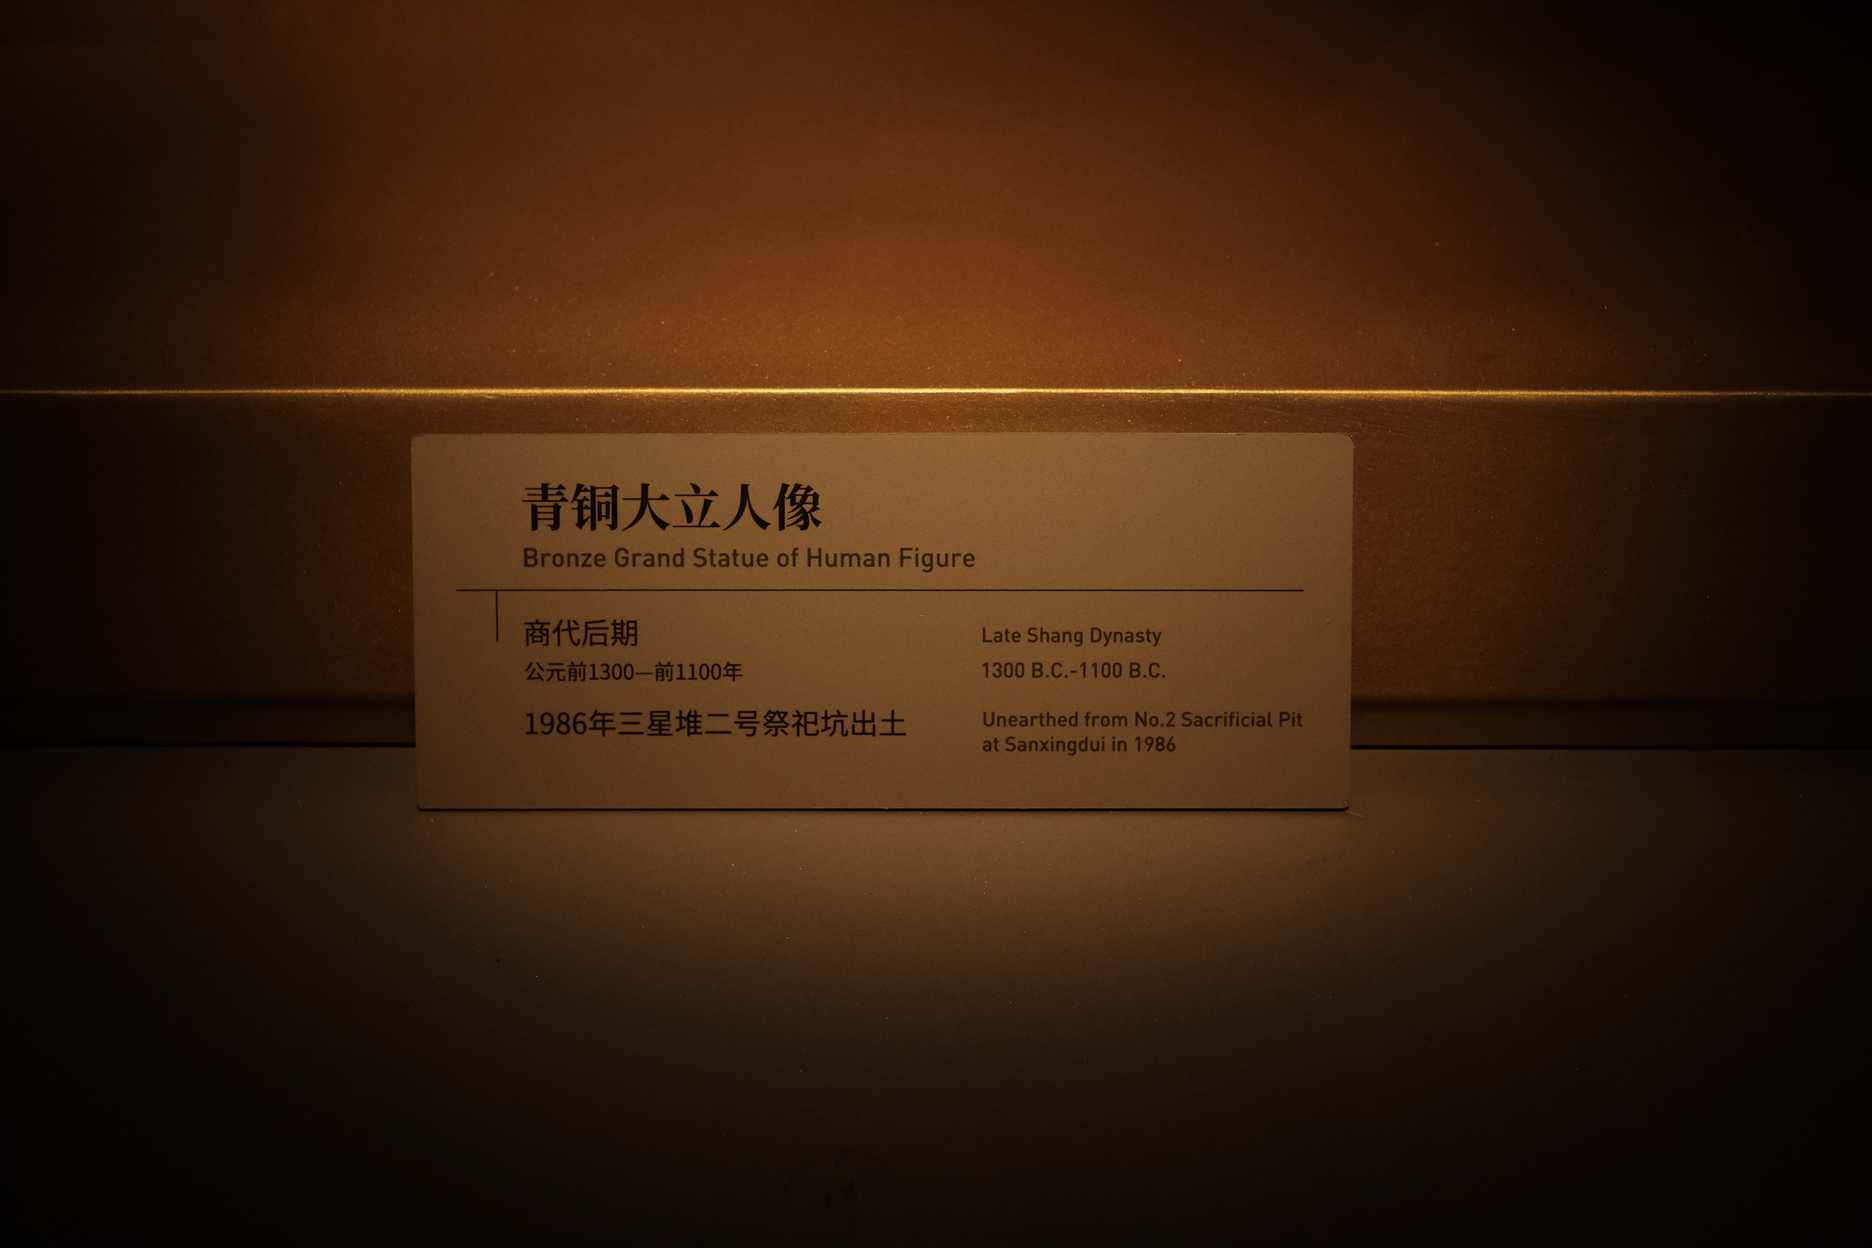 青铜大立人像
Bronze Grand Statue of Human Figure
商代后期
公元前1300—前1100年
1986年三星堆二号祭祀坑出土
Late Shang Dynasty
1300 B.C.-1100 B.C.
Unearthed from No.2 Sacrificial Pit
at Sanxingdui in 1986